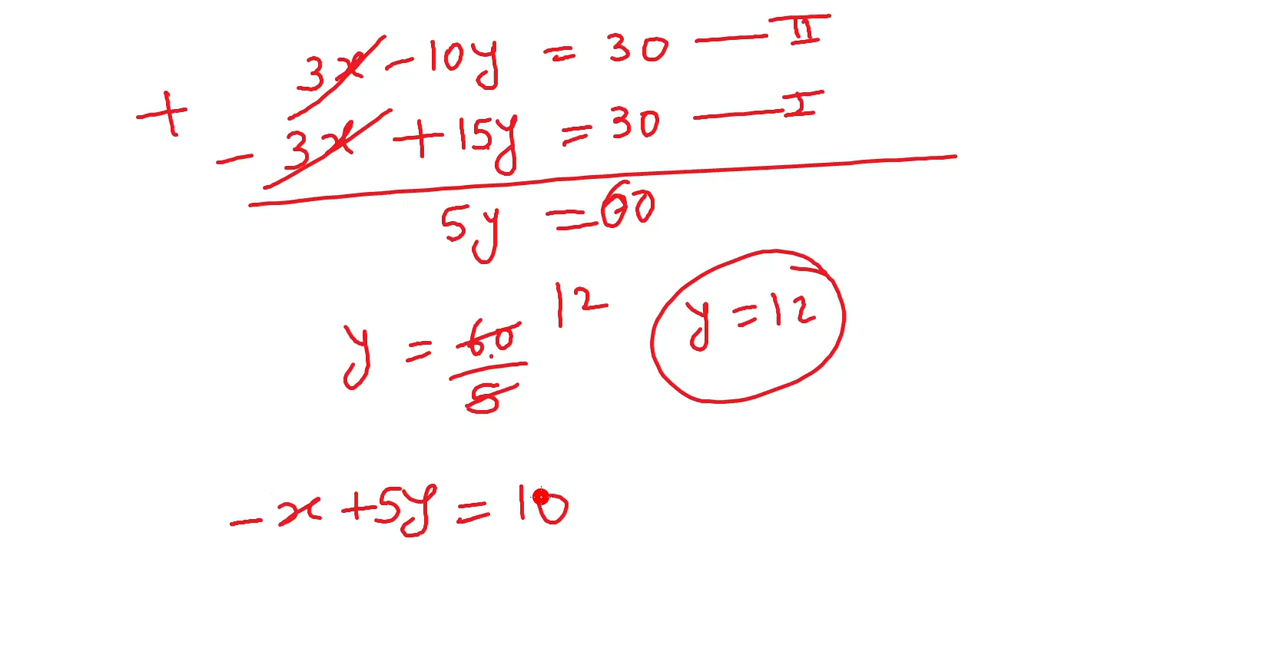 3x - 10y = 30 — II
+ - 3x + 15y = 30 — I
5y = 60
y = 60/5 12 y = 12
- x + 5y = 10